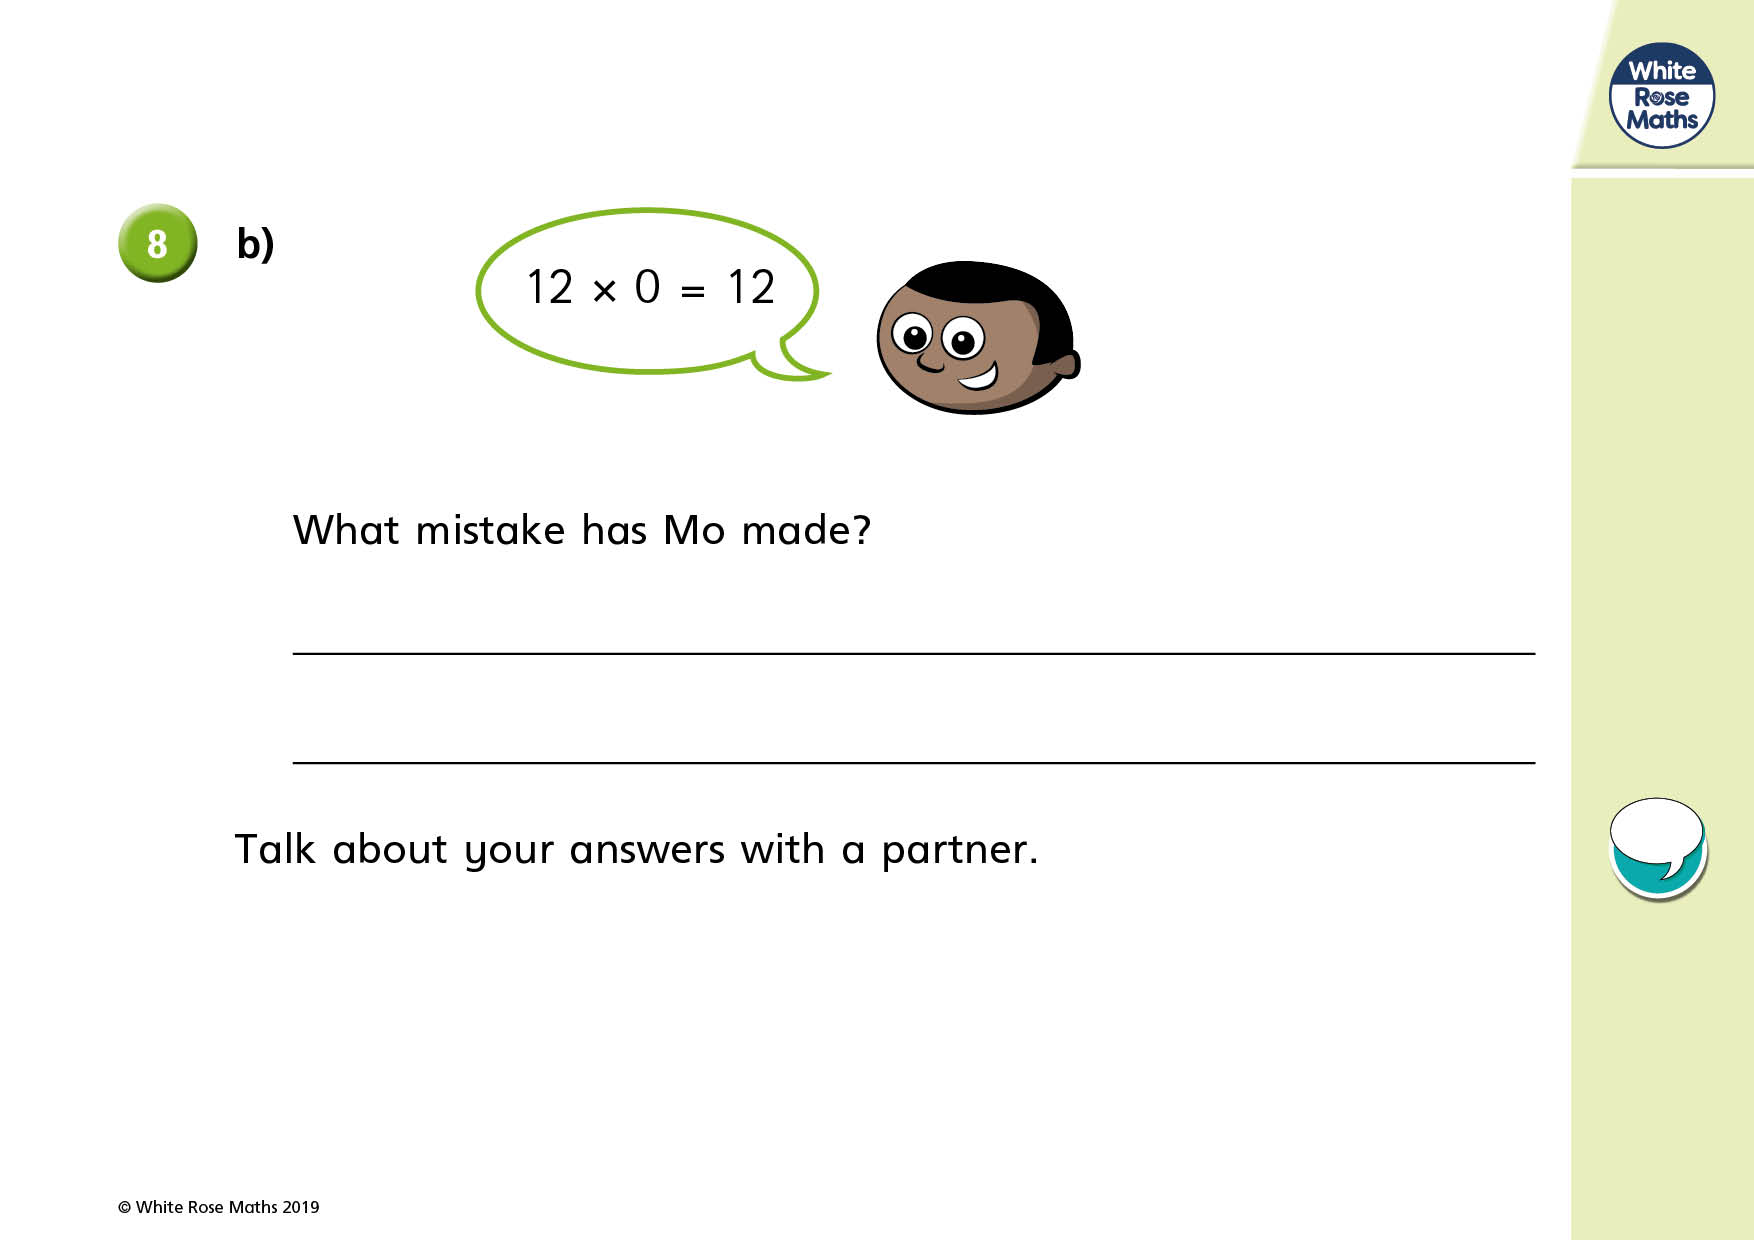 White
Rose
Maths
8 b)
12 × 0 = 12
What mistake has Mo made?
Talk about your answers with a partner.
© White Rose Maths 2019